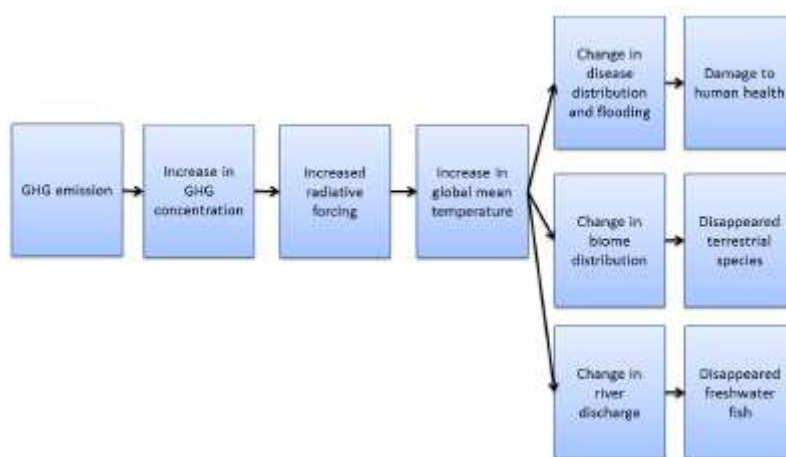 GHG emission
Increase in
GHG
concentration
Increased
radiative
forcing
Increase in
global mean
temperature
Change in
disease
distribution
and flooding
Damage to
human health
Change in
biome
distribution
Disappeared
terrestrial
species
Change in
river
discharge
Disappeared
freshwater
fish